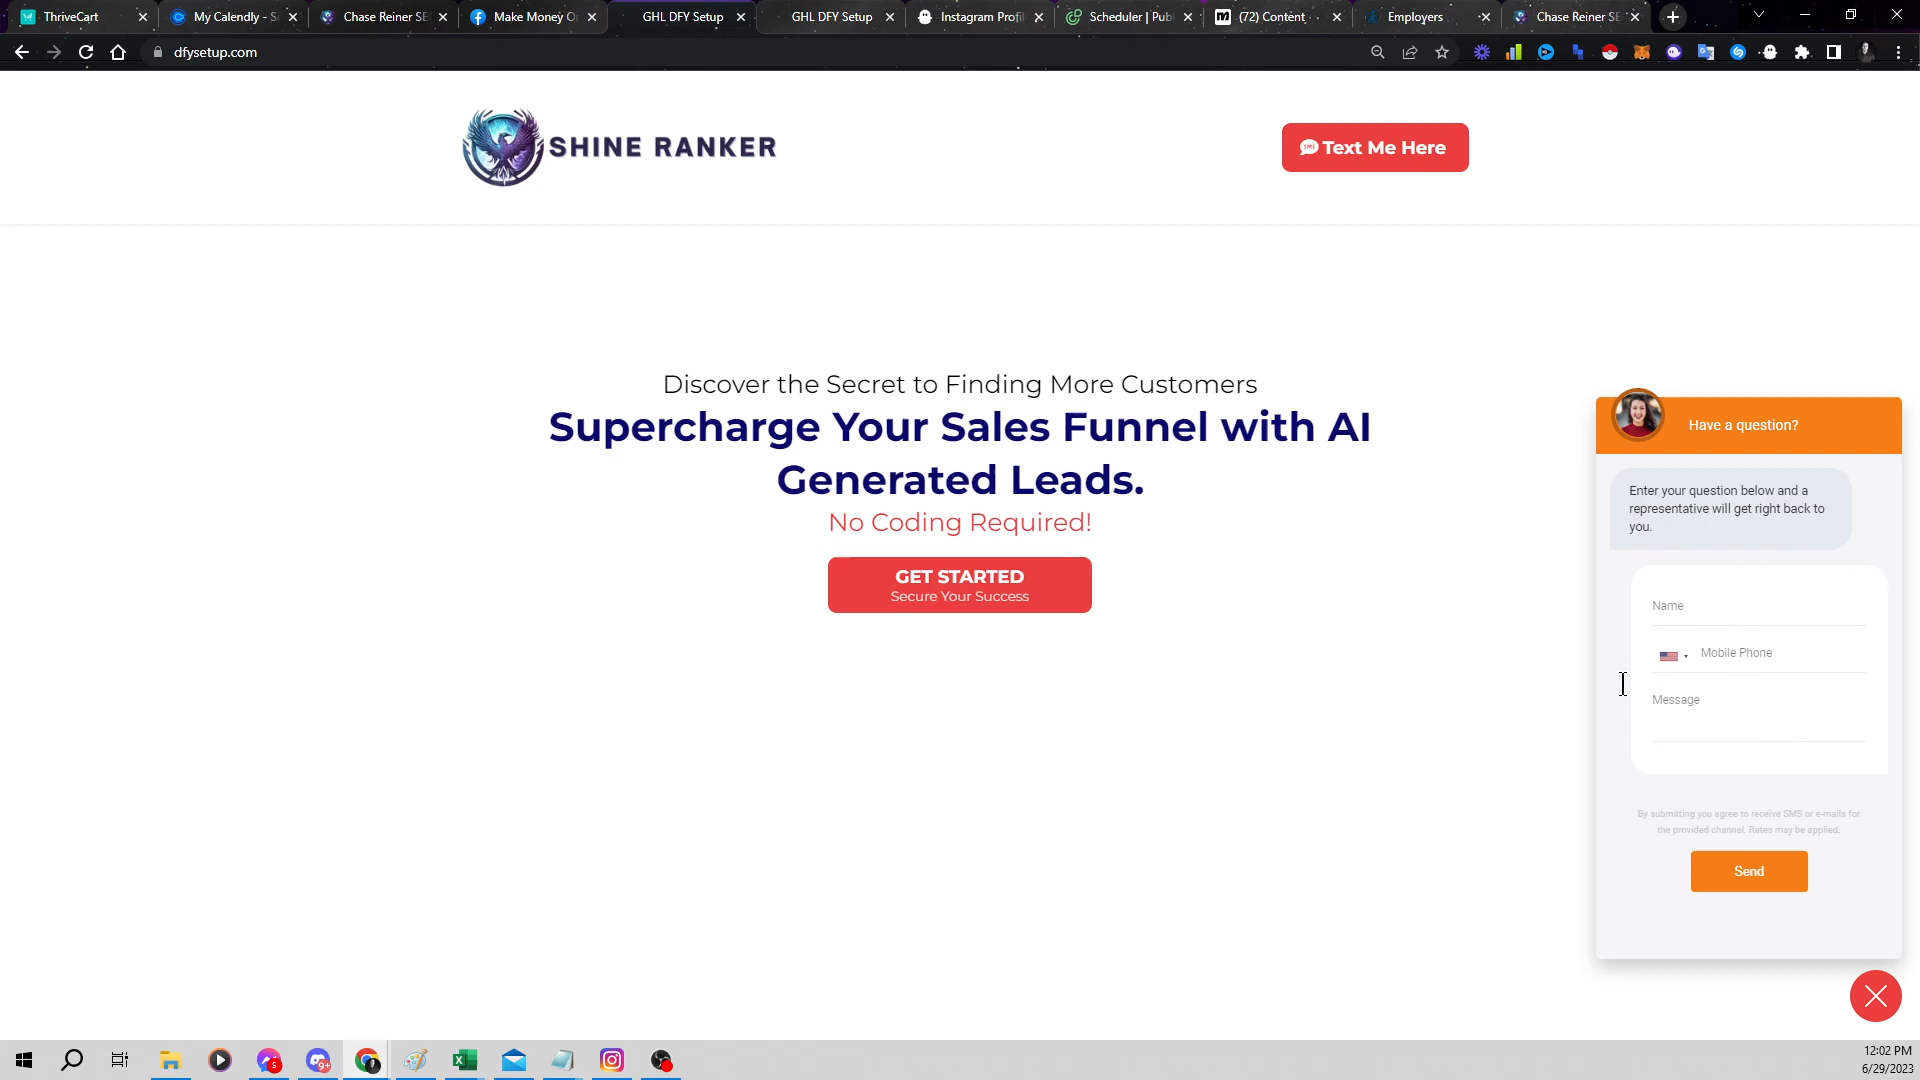 ThriveCart
My Calendly - S
Chase Reiner SE
Make Money O
GHL DFY Setup
GHL DFY Setup
Instagram Profil
Scheduler | Publ
(72) Content
Employers
Chase Reiner SE
dfysetup.com
SHINE RANKER
SMS Text Me Here
Discover the Secret to Finding More Customers
Supercharge Your Sales Funnel with AI
Generated Leads.
No Coding Required!
GET STARTED
Secure Your Success
Have a question?
Enter your question below and a
representative will get right back to
you.
Name
Mobile Phone
Message
By submitting you agree to receive SMS or e-mails for
the provided channel. Rates may be applied.
Send
5
9+
12:02 PM
6/29/2023